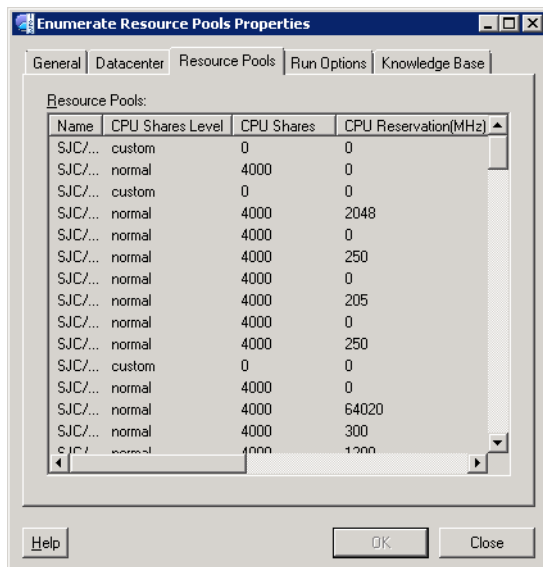 Enumerate Resource Pools Properties
General Datacenter Resource Pools Run Options Knowledge Base
Resource Pools:
Name CPU Shares Level CPU Shares CPU Reservation(MHz)
SJC/... custom 0 0
SJC/... normal 4000 0
SJC/... custom 0 0
SJC/... normal 4000 2048
SJC/... normal 4000 0
SJC/... normal 4000 250
SJC/... normal 4000 0
SJC/... normal 4000 205
SJC/... normal 4000 0
SJC/... normal 4000 250
SJC/... custom 0 0
SJC/... normal 4000 0
SJC/... normal 4000 64020
SJC/... normal 4000 300
SJC/... normal 4000 1200
Help OK Close